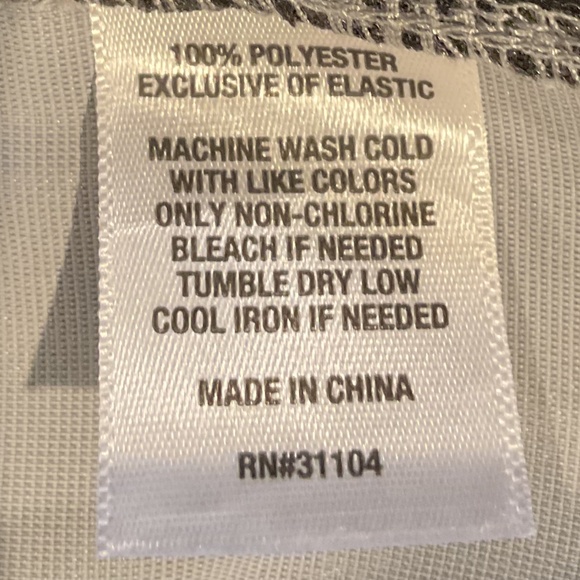 100% POLYESTER
EXCLUSIVE OF ELASTIC
MACHINE WASH COLD
WITH LIKE COLORS
ONLY NON-CHLORINE
BLEACH IF NEEDED
TUMBLE DRY LOW
COOL IRON IF NEEDED
MADE IN CHINA
RN#31104